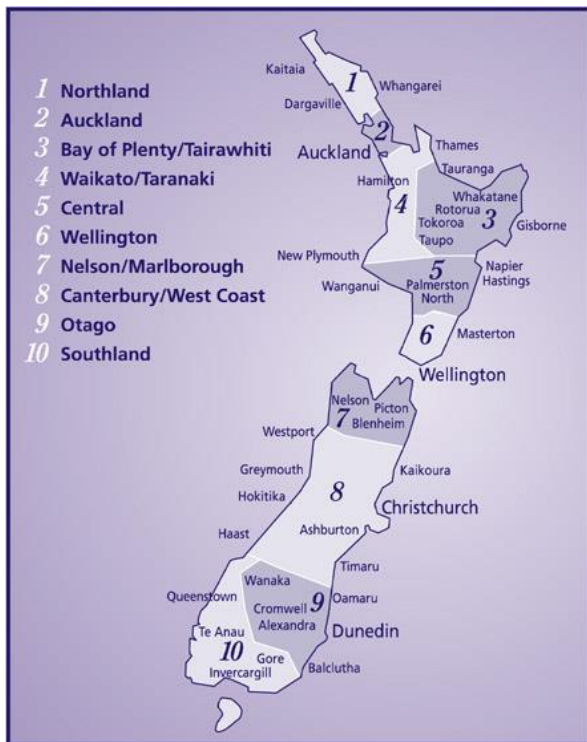 1 Northland
2 Auckland
3 Bay of Plenty/Tairawhiti
4 Waikato/Taranaki
5 Central
6 Wellington
7 Nelson/Marlborough
8 Canterbury/West Coast
9 Otago
10 Southland
Kaitaia
1
Whangarei
Dargaville
2
Auckland
Thames
Tauranga
Hamilton
4
Whakatane
Rotorua
3
Tokoroa
Gisborne
Taupo
New Plymouth
5
Napier
Hastings
Wanganui
Palmerston
North
6
Masterton
Wellington
Nelson
7
Picton
Blenheim
Westport
Greymouth
Kaikoura
8
Hokitika
Christchurch
Ashburton
Haast
Timaru
Wanaka
Queenstown
9
Oamaru
Cromwell
Alexandra
Te Anau
Dunedin
10
Gore
Balclutha
Invercargill